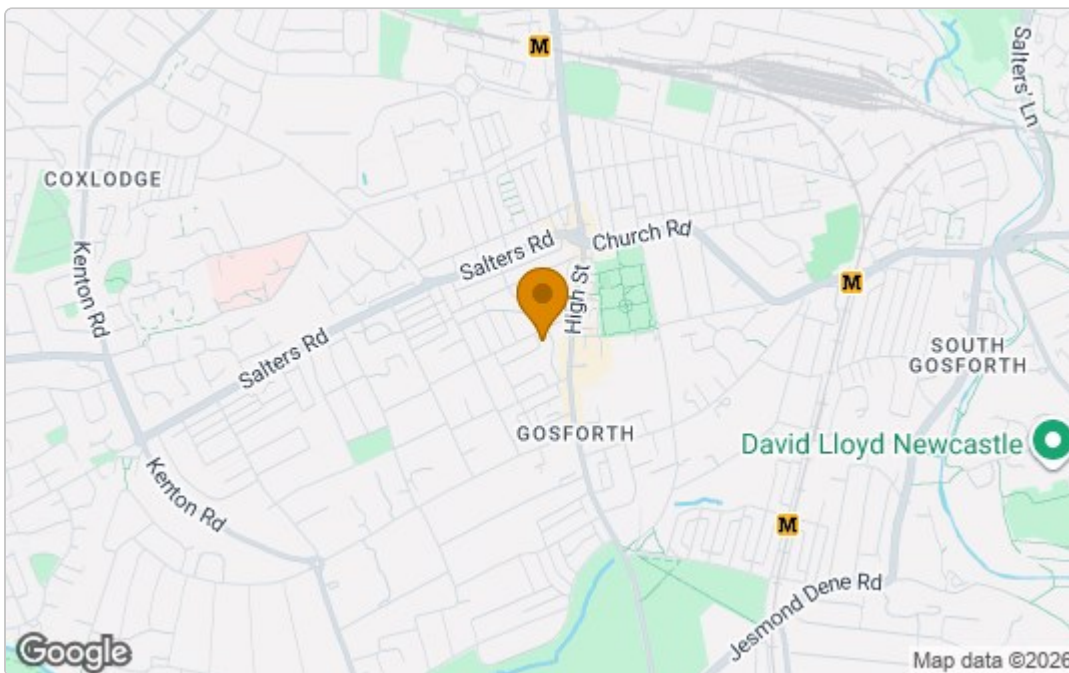 M
Salters' Ln
COXLODGE
Kenton Rd
Salters Rd
Church Rd
High St
M
Salters Rd
SOUTH
GOSFORTH
GOSFORTH
David Lloyd Newcastle
Kenton Rd
M
Jesmond Dene Rd
Google
Map data ©2026